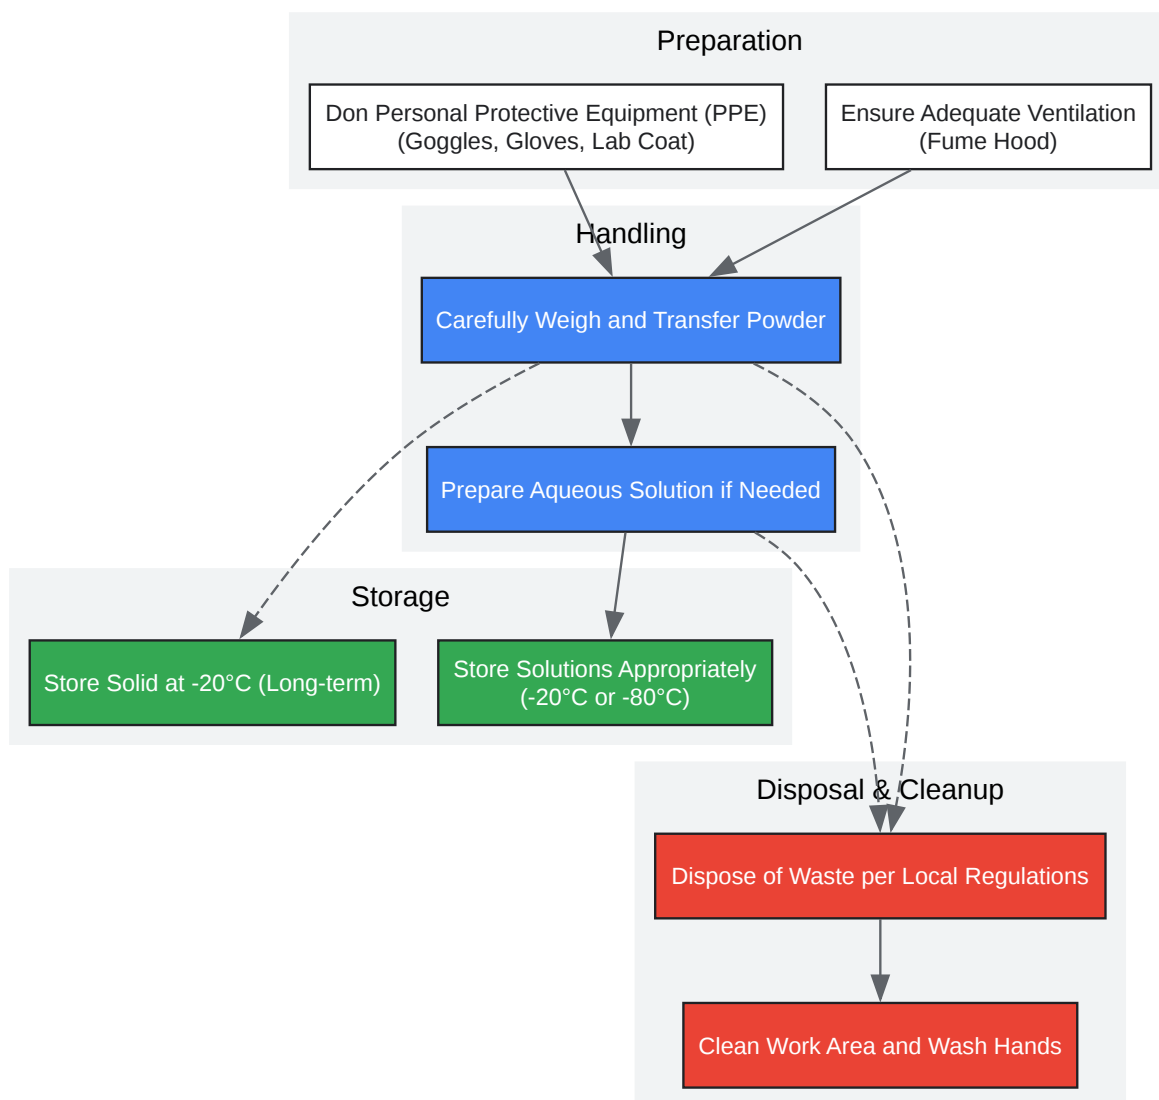 Preparation
Don Personal Protective Equipment (PPE)
(Goggles, Gloves, Lab Coat)
Ensure Adequate Ventilation
(Fume Hood)
Handling
Carefully Weigh and Transfer Powder
Prepare Aqueous Solution if Needed
Storage
Store Solid at -20°C (Long-term)
Store Solutions Appropriately
(-20°C or -80°C)
Disposal & Cleanup
Dispose of Waste per Local Regulations
Clean Work Area and Wash Hands